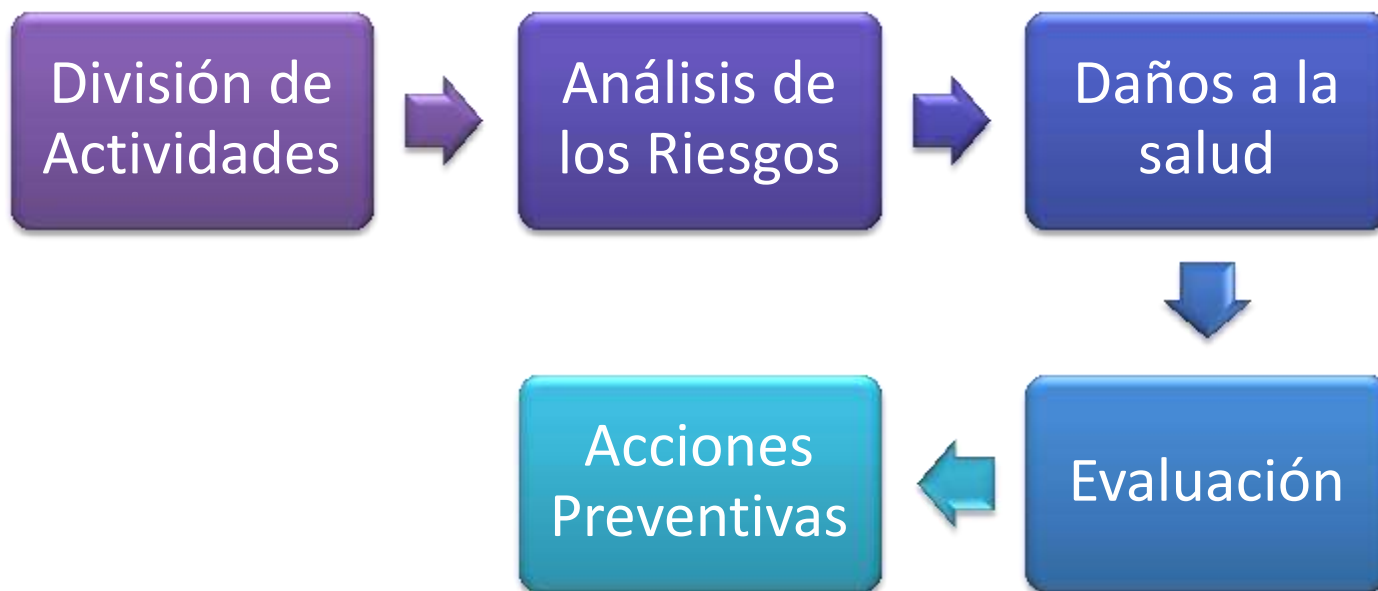 División de
Actividades
Análisis de
los Riesgos
Daños a la
salud
Evaluación
Acciones
Preventivas